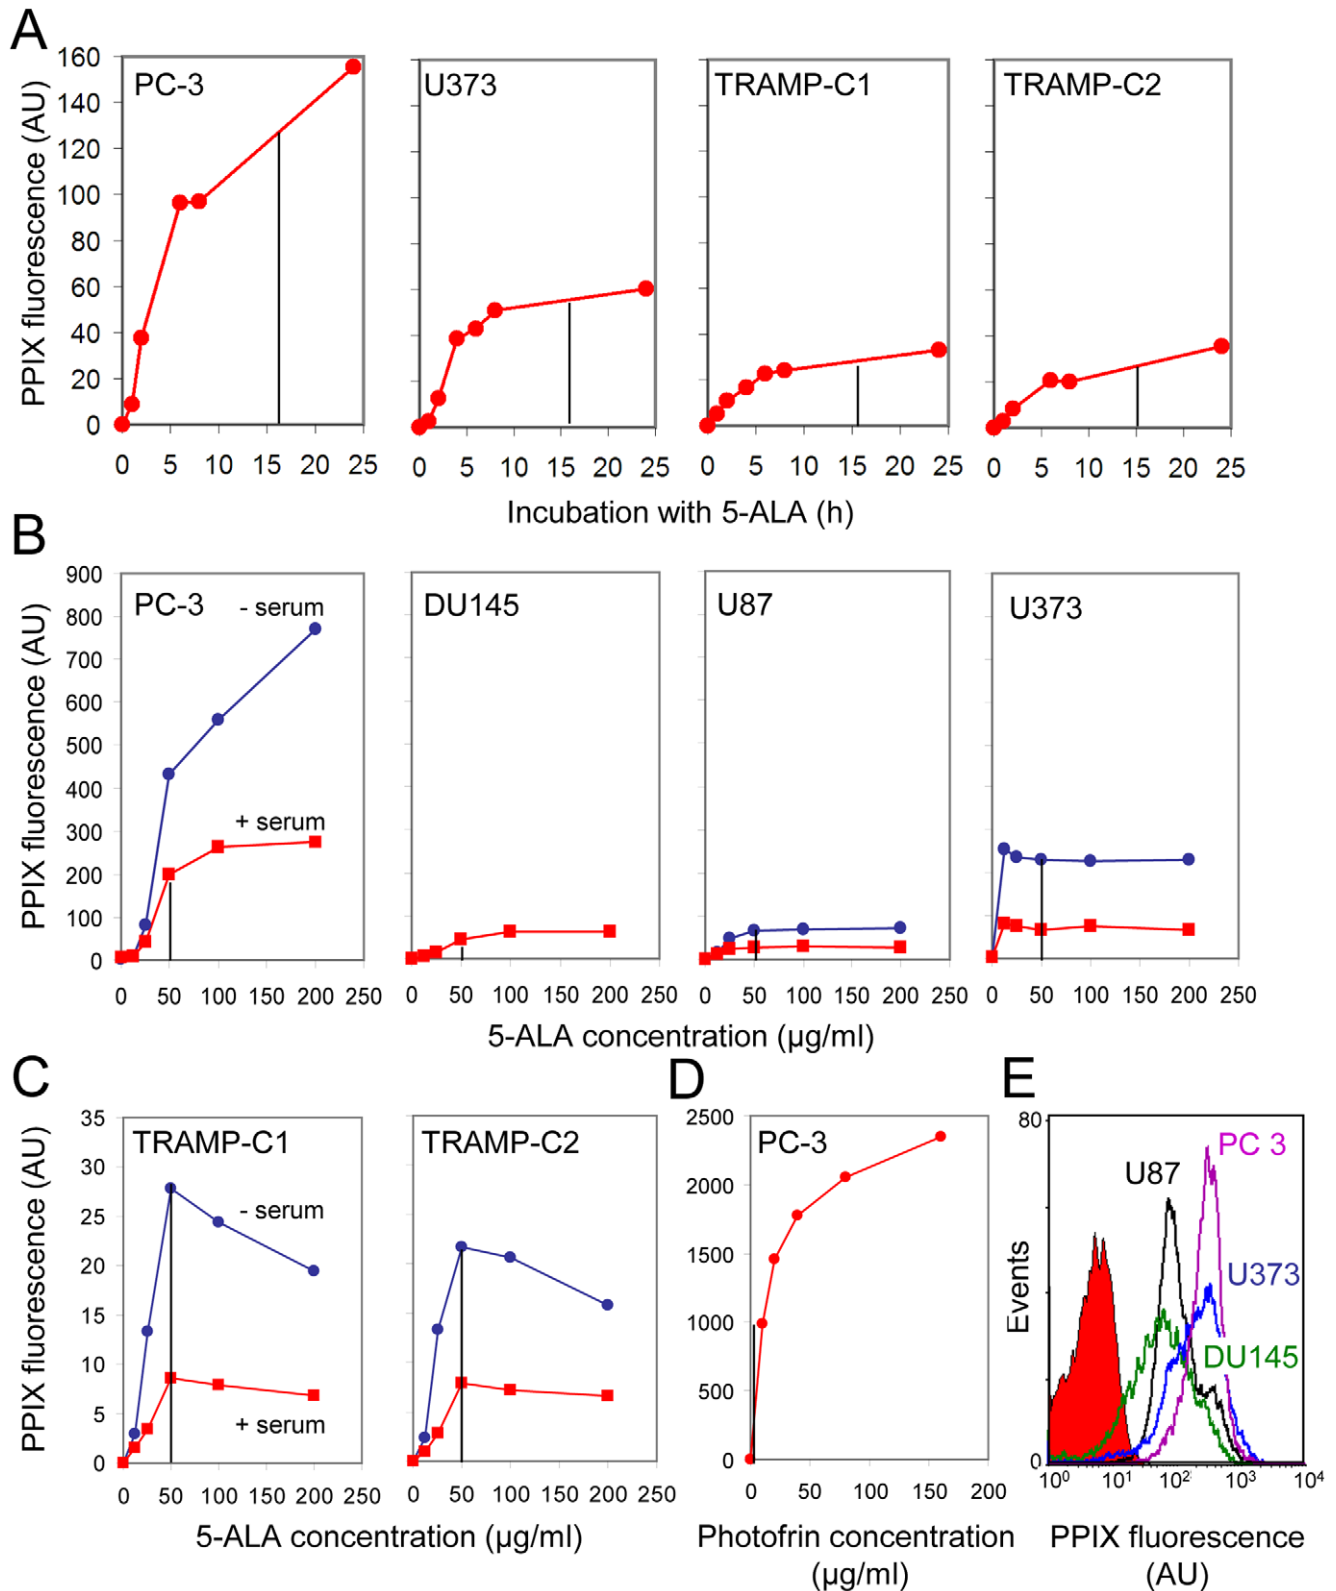 A
PC-3
U373
TRAMP-C1
TRAMP-C2
PPIX fluorescence (AU)
160
140
120
100
80
60
40
20
0
0 5 10 15 20 25
0 5 10 15 20 25
0 5 10 15 20 25
0 5 10 15 20 25
Incubation with 5-ALA (h)
B
PC-3
- serum
+ serum
DU145
U87
U373
PPIX fluorescence (AU)
900
800
700
600
500
400
300
200
100
0
0 50 100 150 200 250
0 50 100 150 200 250
0 50 100 150 200 250
0 50 100 150 200 250
5-ALA concentration (µg/ml)
C
TRAMP-C1
- serum
+ serum
TRAMP-C2
PPIX fluorescence (AU)
35
30
25
20
15
10
5
0
0 50 100 150 200 250
0 50 100 150 200 250
5-ALA concentration (µg/ml)
D
PC-3
2500
2000
1500
1000
500
0
0 50 100 150 200
Photofrin concentration
(µg/ml)
E
80
0
Events
PC 3
U87
U373
DU145
10⁰ 10¹ 10² 10³ 10⁴
PPIX fluorescence
(AU)